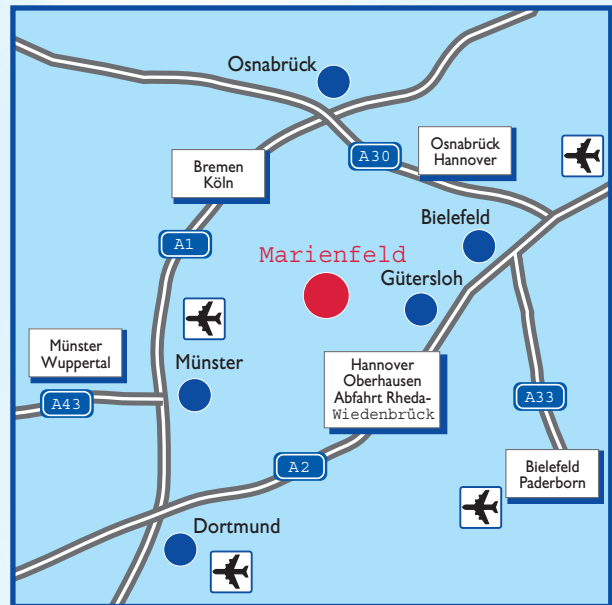 Osnabrück
A30
Osnabrück
Hannover
Bremen
Köln
Bielefeld
A1
Marienfeld
Gütersloh
Münster
Wuppertal
Münster
Hannover
Oberhausen
Abfahrt Rheda-
Wiedenbrück
A43
A33
A2
Bielefeld
Paderborn
Dortmund